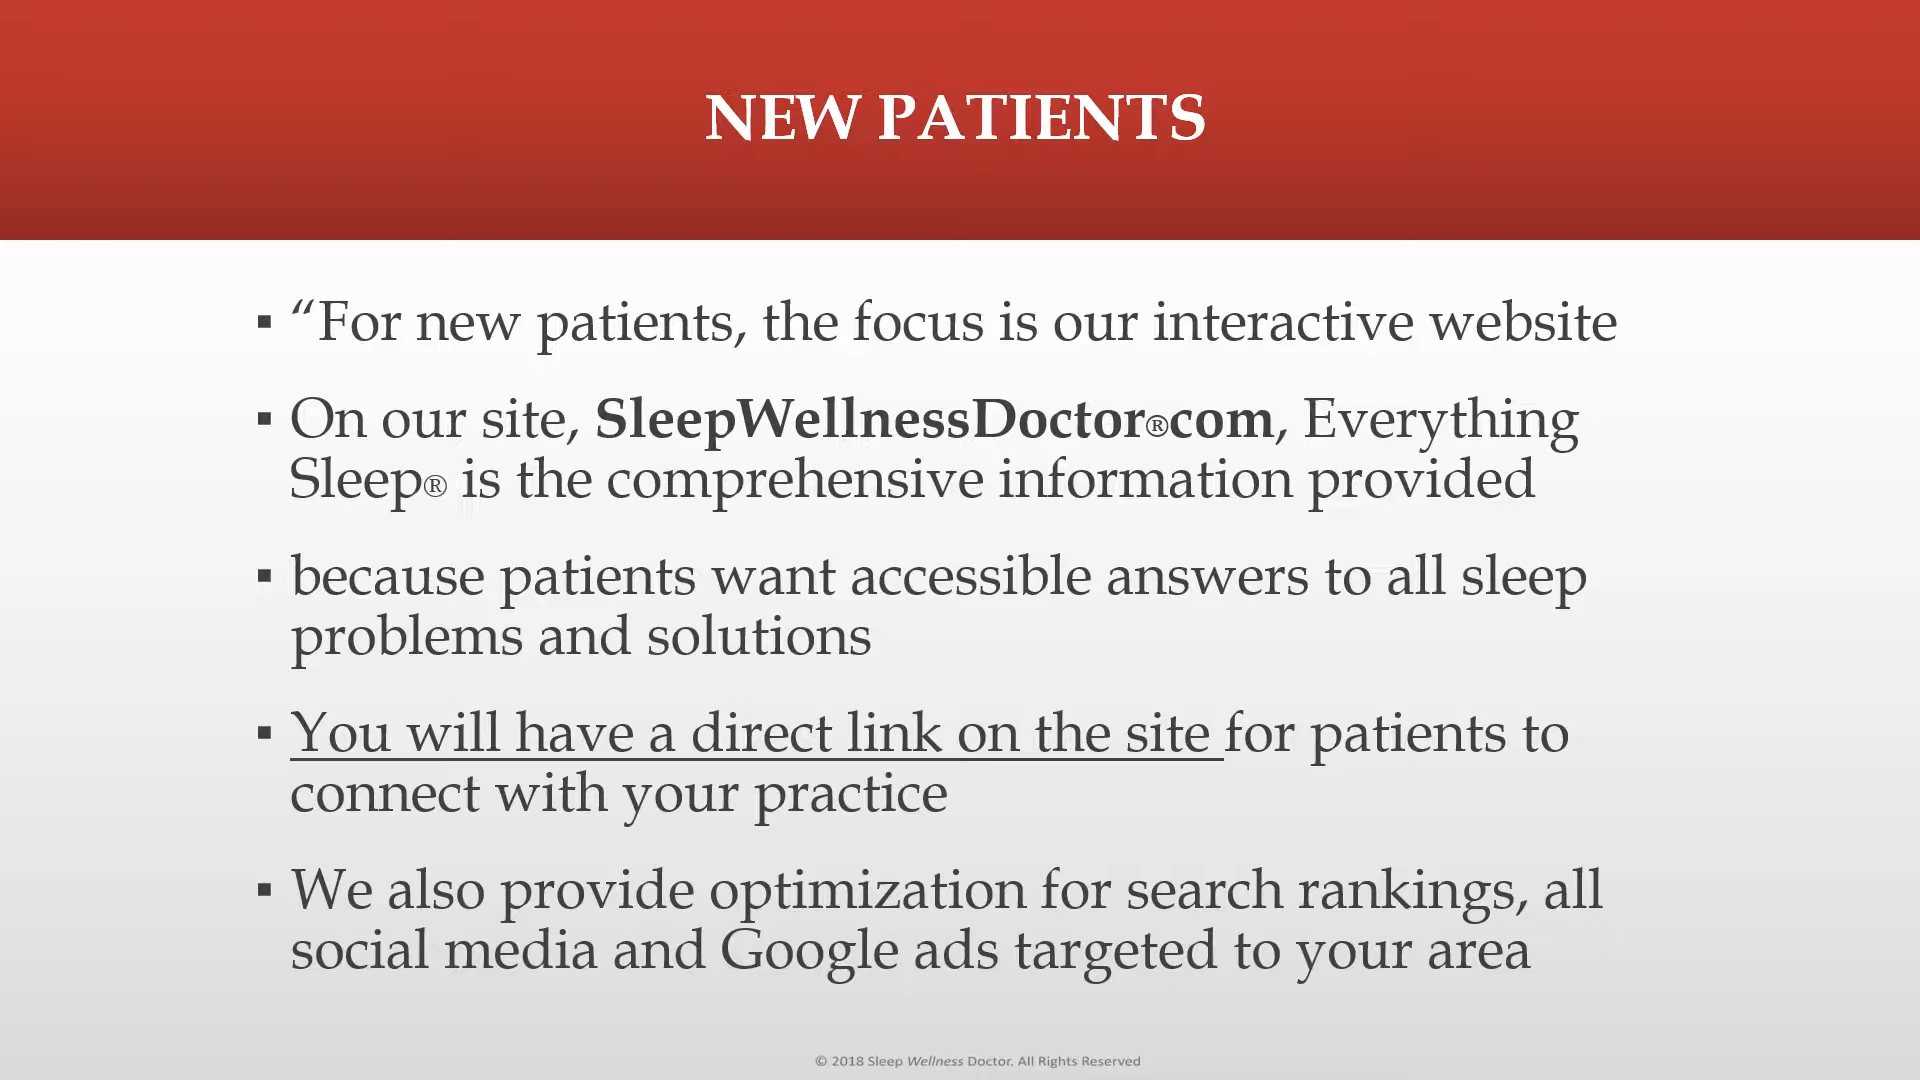 NEW PATIENTS
▪ “For new patients, the focus is our interactive website
▪ On our site, SleepWellnessDoctor®com, Everything
Sleep® is the comprehensive information provided
▪ because patients want accessible answers to all sleep
problems and solutions
▪ You will have a direct link on the site for patients to
connect with your practice
▪ We also provide optimization for search rankings, all
social media and Google ads targeted to your area
© 2018 Sleep Wellness Doctor. All Rights Reserved